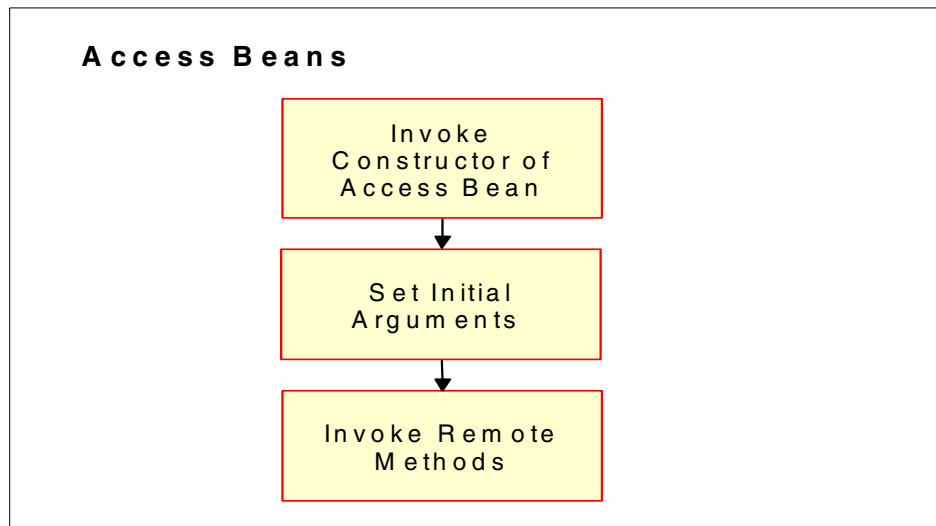 Access Beans
Invoke
Constructor of
Access Bean
Set Initial
Arguments
Invoke Remote
Methods